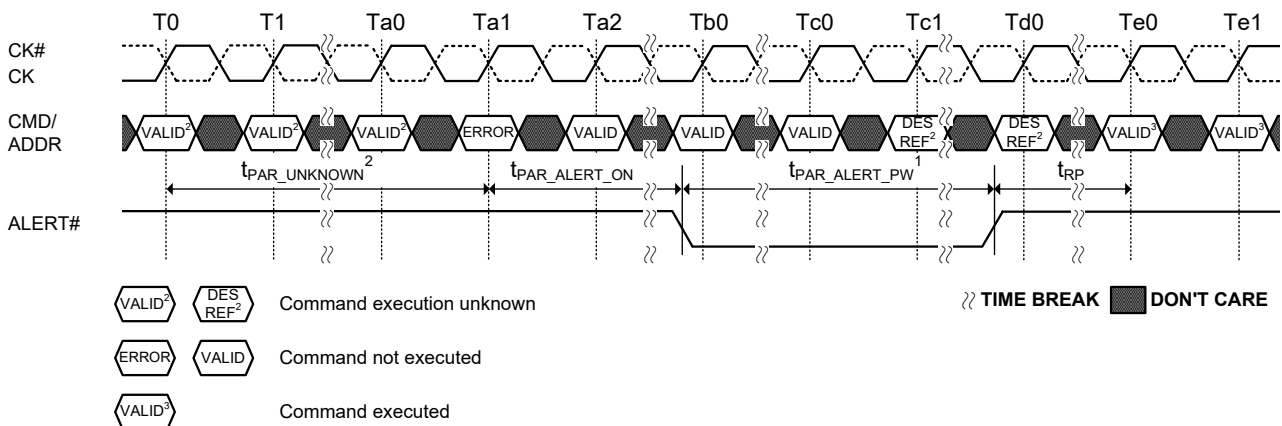 T0 T1 Ta0 Ta1 Ta2 Tb0 Tc0 Tc1 Td0 Te0 Te1
CK#
CK
CMD/
ADDR
VALID² VALID² VALID² ERROR VALID VALID VALID DES REF² DES REF² VALID³ VALID³
tPAR_UNKNOWN² tPAR_ALERT_ON tPAR_ALERT_PW¹ tRP
ALERT#
VALID² DES REF² Command execution unknown
TIME BREAK DON'T CARE
ERROR VALID Command not executed
VALID³ Command executed